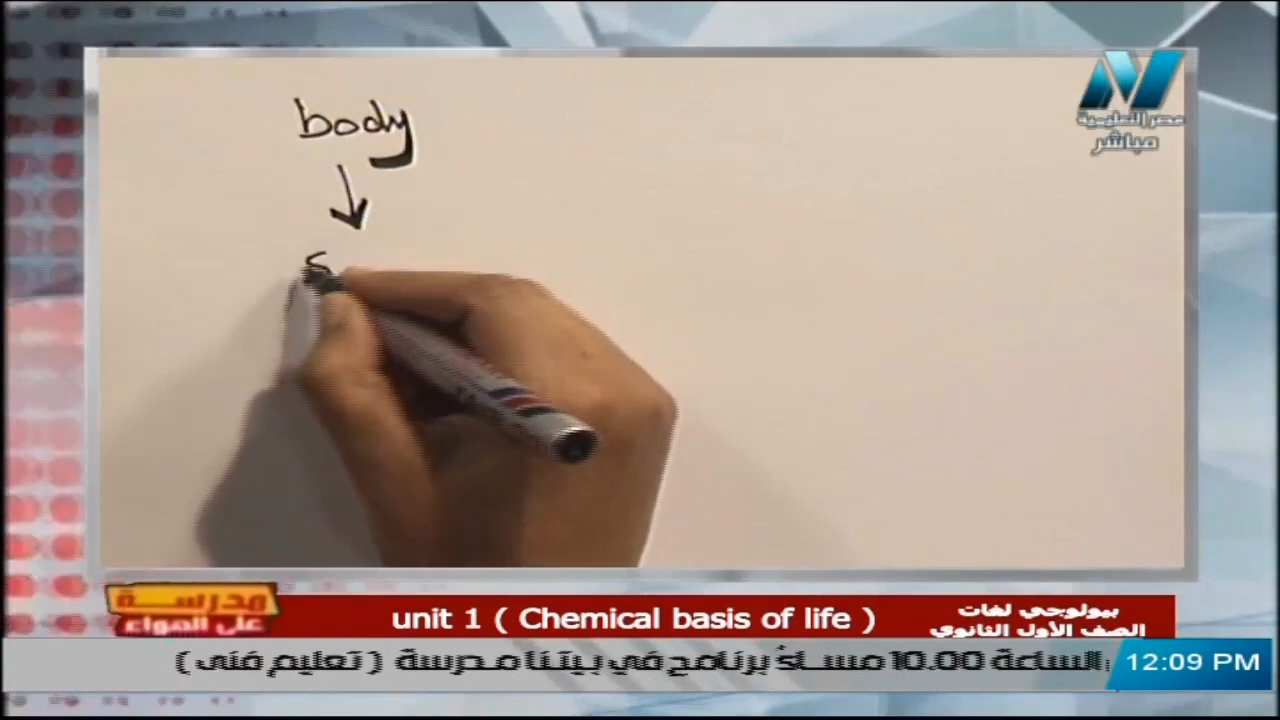 body
s
مصر التعليمية
مباشر
مدرسة
على الهواء
unit 1 ( Chemical basis of life )
بيولوجي لغات
الصف الأول الثانوي
الساعة 10.00 مساءً برنامج في بيتنا مدرسة ( تعليم فنى )
12:09 PM